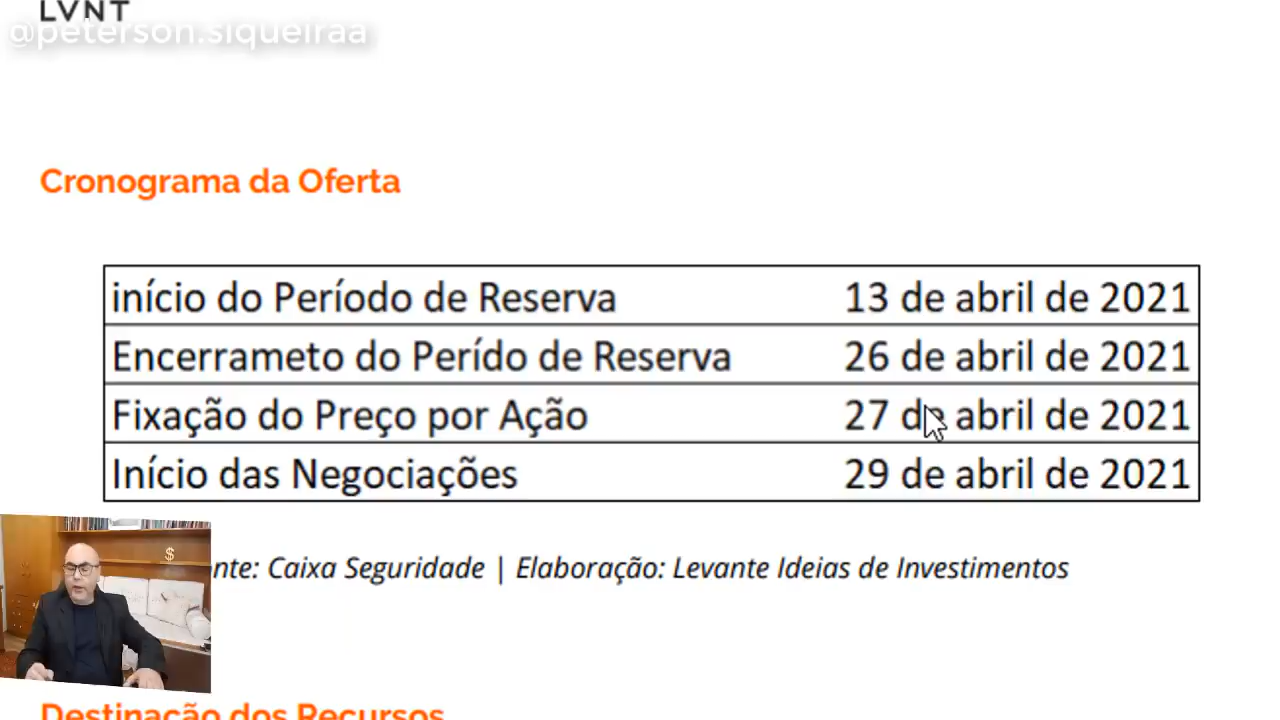 LVNT
@peterson.siqueiraa
Cronograma da Oferta
início do Período de Reserva 13 de abril de 2021
Encerrameto do Perído de Reserva 26 de abril de 2021
Fixação do Preço por Ação 27 de abril de 2021
Início das Negociações 29 de abril de 2021
$
nte: Caixa Seguridade | Elaboração: Levante Ideias de Investimentos
Destinação dos Recursos